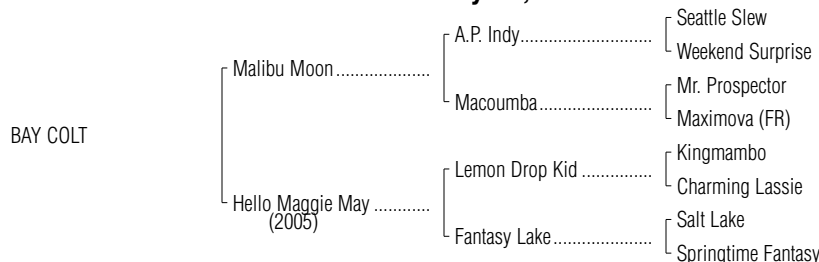 Seattle Slew
A.P. Indy
Weekend Surprise
Malibu Moon
Mr. Prospector
Macoumba
Maximova (FR)
BAY COLT
Kingmambo
Lemon Drop Kid
Charming Lassie
Hello Maggie May
(2005)
Salt Lake
Fantasy Lake
Springtime Fantasy